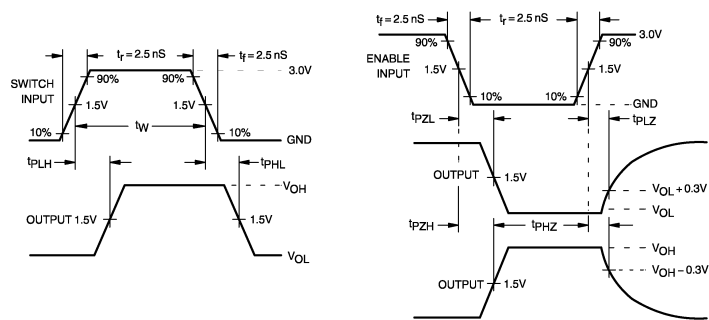 tr = 2.5 nS
tf = 2.5 nS
90%
90%
3.0V
SWITCH
INPUT
1.5V
1.5V
10%
tW
10%
GND
tPLH
tPHL
VOH
OUTPUT 1.5V
1.5V
VOL
tf = 2.5 nS
tr = 2.5 nS
3.0V
90%
90%
ENABLE
INPUT
1.5V
1.5V
10%
10%
GND
tPZL
tPLZ
OUTPUT
1.5V
VOL + 0.3V
VOL
tPZH
tPHZ
VOH
VOH – 0.3V
OUTPUT
1.5V